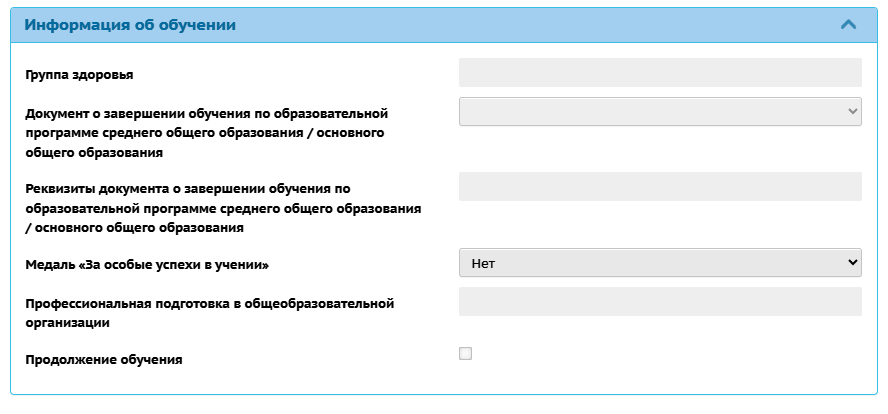 Информация об обучении
Группа здоровья
Документ о завершении обучения по образовательной
программе среднего общего образования / основного
общего образования
Реквизиты документа о завершении обучения по
образовательной программе среднего общего образования
/ основного общего образования
Медаль «За особые успехи в учении»
Нет
Профессиональная подготовка в общеобразовательной
организации
Продолжение обучения